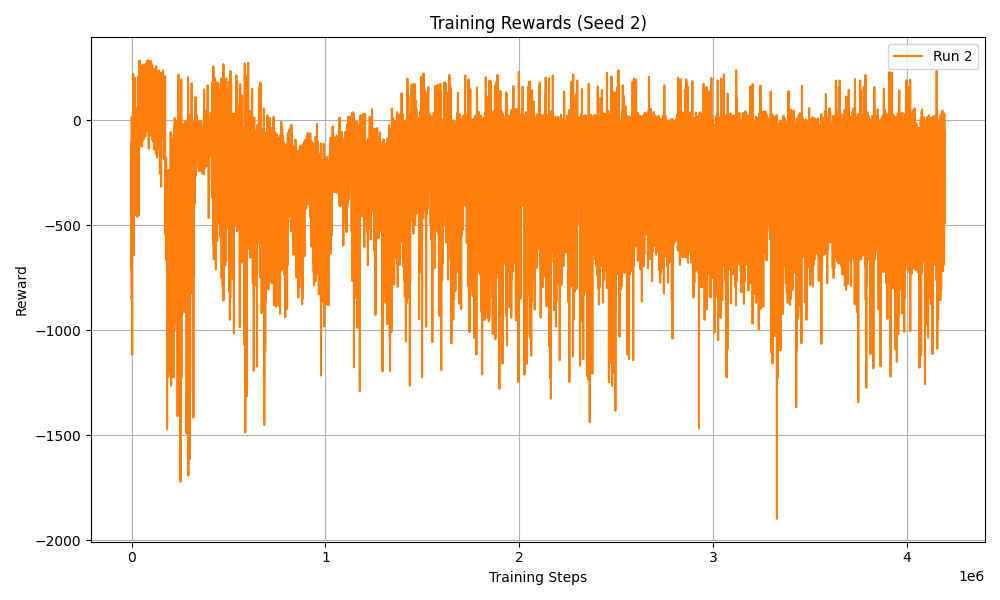 Training Rewards (Seed 2)
Run 2
Reward
0
−500
−1000
−1500
−2000
0 1 2 3 4
1e6
Training Steps